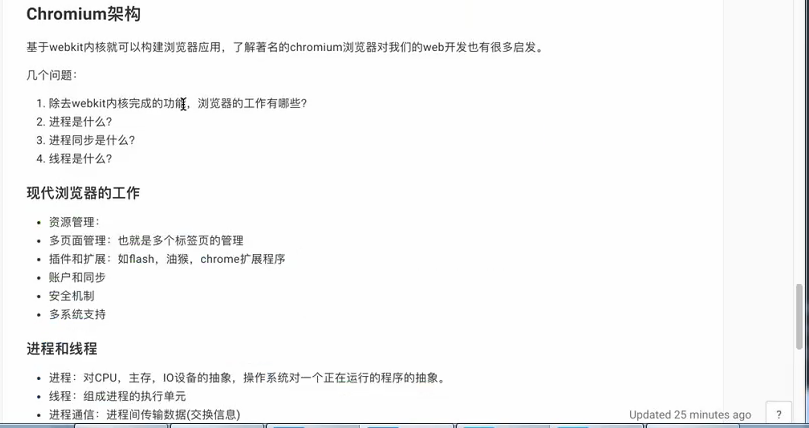 Chromium架构
基于webkit内核就可以构建浏览器应用，了解著名的chromium浏览器对我们的web开发也有很多启发。
几个问题：
1. 除去webkit内核完成的功能，浏览器的工作有哪些?
2. 进程是什么?
3. 进程同步是什么?
4. 线程是什么?
现代浏览器的工作
• 资源管理：
• 多页面管理：也就是多个标签页的管理
• 插件和扩展：如flash，油猴，chrome扩展程序
• 账户和同步
• 安全机制
• 多系统支持
进程和线程
• 进程：对CPU，主存，IO设备的抽象，操作系统对一个正在运行的程序的抽象。
• 线程：组成进程的执行单元
• 进程通信：进程间传输数据(交换信息)
Updated 25 minutes ago
?